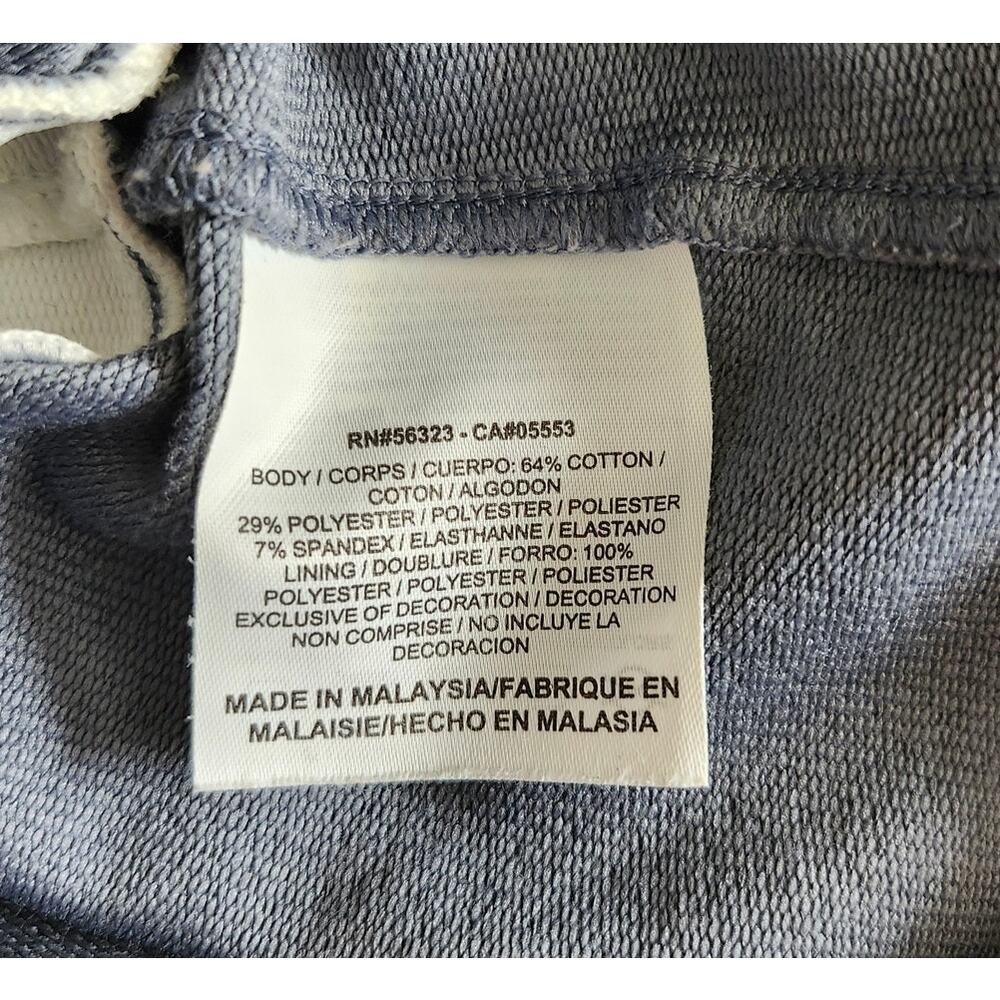 RN#56323 - CA#05553
BODY / CORPS / CUERPO: 64% COTTON /
COTON / ALGODON
29% POLYESTER / POLYESTER / POLIESTER
7% SPANDEX / ELASTHANNE / ELASTANO
LINING / DOUBLURE / FORRO: 100%
POLYESTER / POLYESTER / POLIESTER
EXCLUSIVE OF DECORATION / DECORATION
NON COMPRISE / NO INCLUYE LA
DECORACION
MADE IN MALAYSIA/FABRIQUE EN
MALAISIE/HECHO EN MALASIA